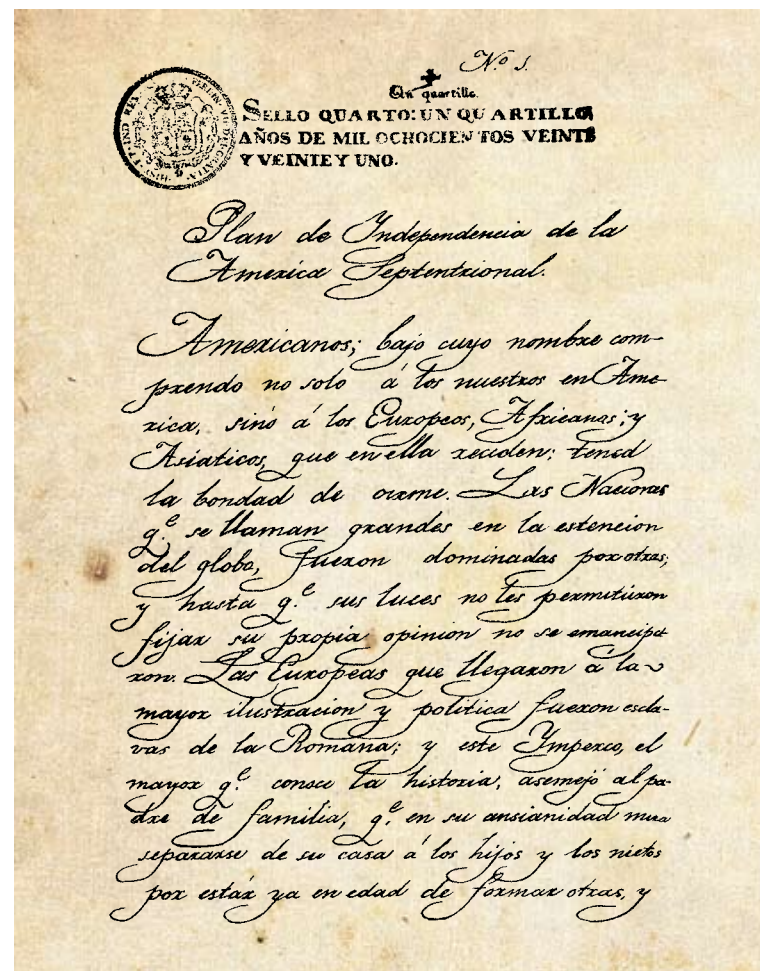 Nº 1.
Un quartillo.
SELLO QUARTO: UN QUARTILLO
AÑOS DE MIL OCHOCIENTOS VEINTE
Y VEINTE Y UNO.
Plan de Independencia de la
America Septentrional.
Americanos; bajo cuyo nombre com-
prendo no solo á los nuestros en Ame-
rica, sinó á los Europeos, Africanos; y
Asiaticos, que en ella reciden: tened
la bondad de oirme. Las Naciones
q.e se llaman grandes en la estencion
del globo, fueron dominadas por otras;
y hasta q.e sus luces no les permitieron
fijar su propia opinion no se emancipa
ron. Las Europeas que llegaron á la
mayor ilustracion y politica fueron escla-
vas de la Romana; y este Ymperio, el
mayor q.e conoce la historia, asemejó al pa-
dre de familia, q.e en su ansianidad mira
separarse de su casa á los hijos y los nietos
por estár ya en edad de formar otras, y